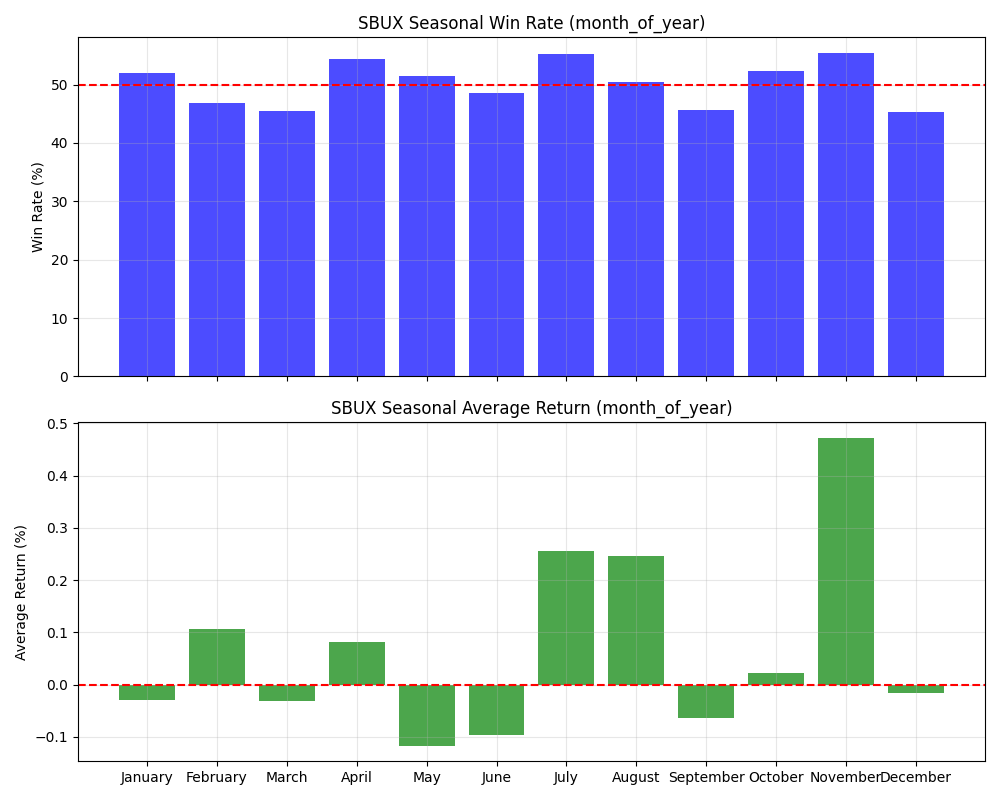 SBUX Seasonal Win Rate (month_of_year)
Win Rate (%)
50
40
30
20
10
0
SBUX Seasonal Average Return (month_of_year)
Average Return (%)
0.5
0.4
0.3
0.2
0.1
0.0
−0.1
January February March April May June July August September October November December